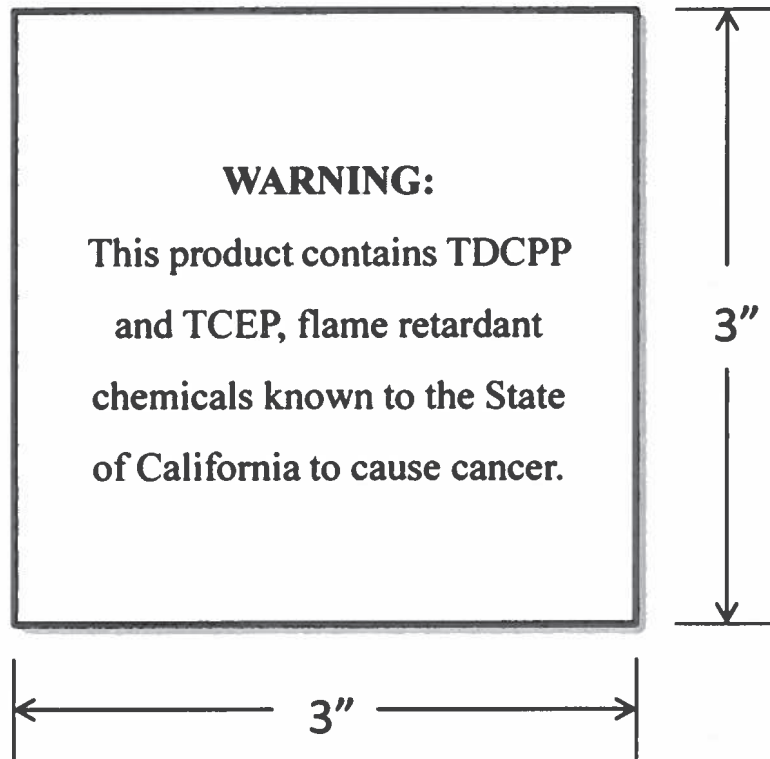 WARNING:
This product contains TDCPP
and TCEP, flame retardant
chemicals known to the State
of California to cause cancer.
3"
3"